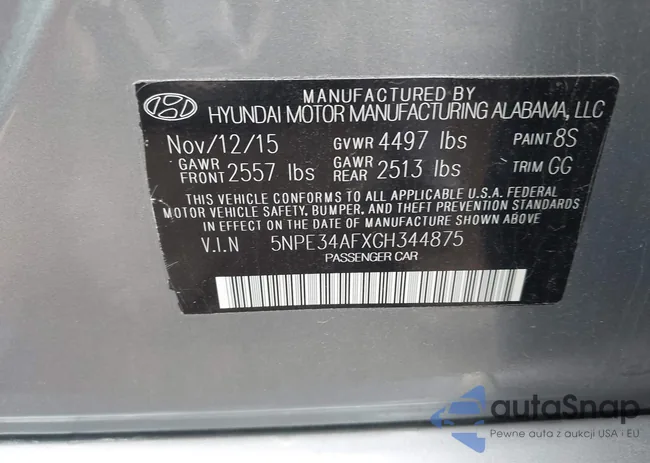 MANUFACTURED BY
HYUNDAI MOTOR MANUFACTURING ALABAMA, LLC
Nov/12/15 GVWR 4497 lbs PAINT 8S
GAWR FRONT 2557 lbs GAWR REAR 2513 lbs TRIM GG
THIS VEHICLE CONFORMS TO ALL APPLICABLE U.S.A. FEDERAL
MOTOR VEHICLE SAFETY, BUMPER, AND THEFT PREVENTION
STANDARDS IN EFFECT ON THE DATE OF MANUFACTURE SHOWN ABOVE.
V.I.N 5NPE34AFXGH344875
PASSENGER CAR
autoSnap
Pewne auta z aukcji USA i EU